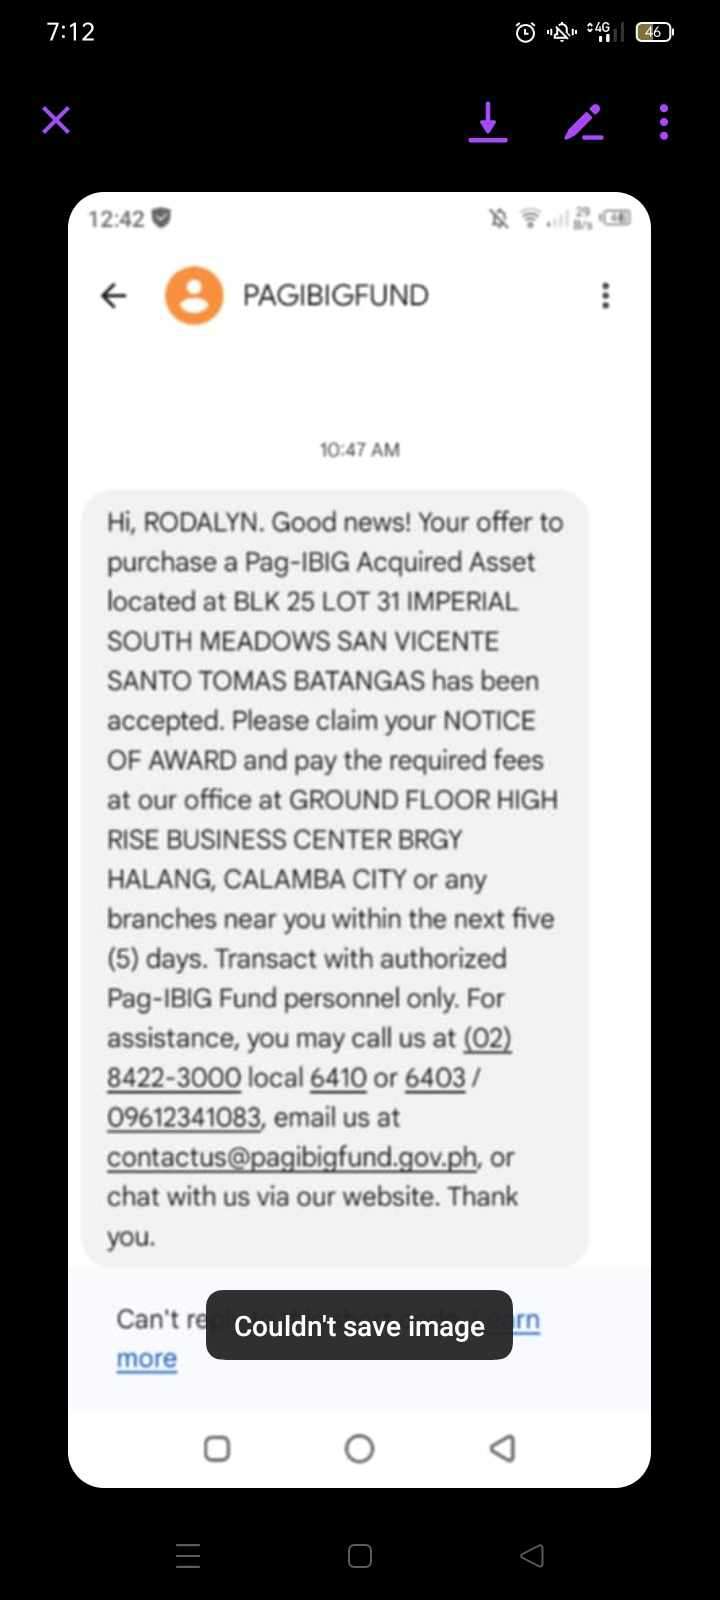 7:12
4G
46
12:42
29
B/s
PAGIBIGFUND
10:47 AM
Hi, RODALYN. Good news! Your offer to
purchase a Pag-IBIG Acquired Asset
located at BLK 25 LOT 31 IMPERIAL
SOUTH MEADOWS SAN VICENTE
SANTO TOMAS BATANGAS has been
accepted. Please claim your NOTICE
OF AWARD and pay the required fees
at our office at GROUND FLOOR HIGH
RISE BUSINESS CENTER BRGY
HALANG, CALAMBA CITY or any
branches near you within the next five
(5) days. Transact with authorized
Pag-IBIG Fund personnel only. For
assistance, you may call us at (02)
8422-3000 local 6410 or 6403 /
09612341083, email us at
contactus@pagibigfund.gov.ph, or
chat with us via our website. Thank
you.
Can't
more
Couldn't save image